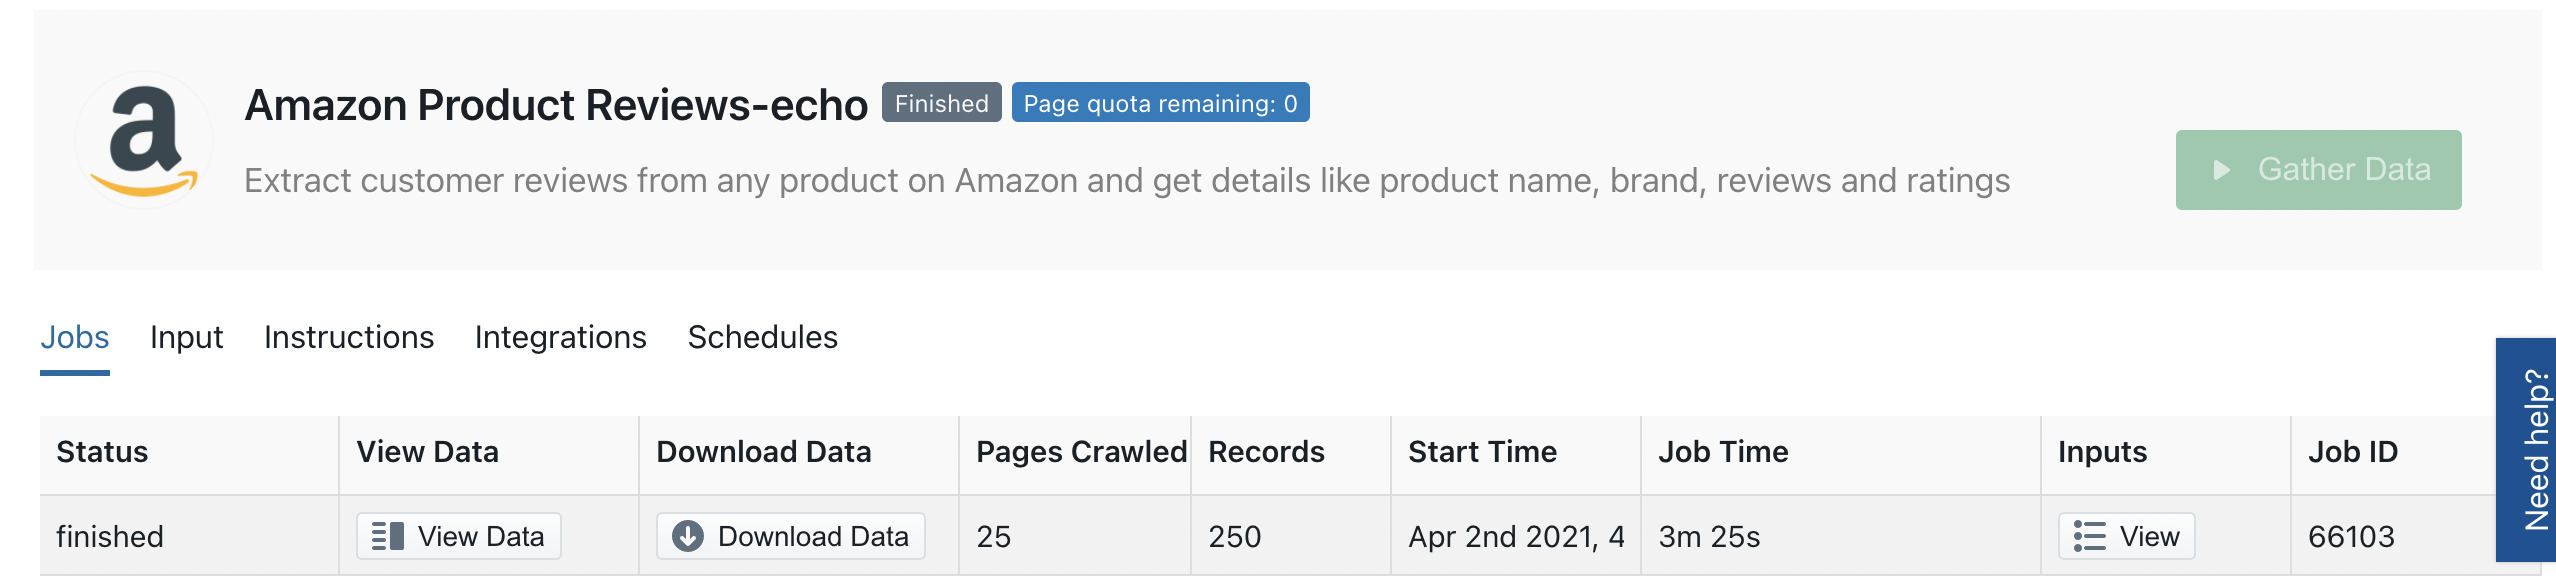 Amazon Product Reviews-echo Finished Page quota remaining: 0
Extract customer reviews from any product on Amazon and get details like product name, brand, reviews and ratings
Gather Data
Jobs Input Instructions Integrations Schedules
Need help?
Status View Data Download Data Pages Crawled Records Start Time Job Time Inputs Job ID
finished View Data Download Data 25 250 Apr 2nd 2021, 4 3m 25s View 66103